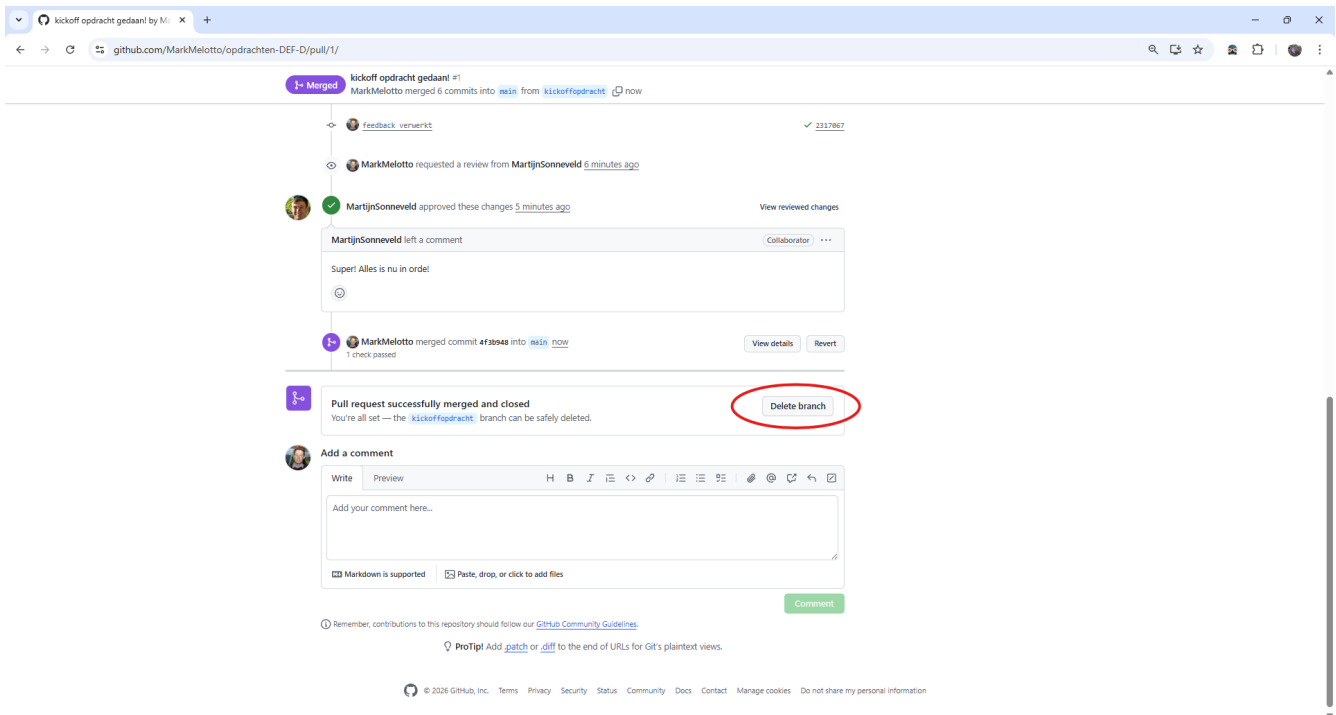 kickoff opdracht gedaan! by Ma
github.com/MarkMelotto/opdrachten-DEF-D/pull/1/
Merged
kickoff opdracht gedaan! #1
MarkMelotto merged 6 commits into main from kickoffopdracht now
feedback verwerkt 2317067
MarkMelotto requested a review from MartijnSonneveld 6 minutes ago
MartijnSonneveld approved these changes 5 minutes ago View reviewed changes
MartijnSonneveld left a comment Collaborator ...
Super! Alles is nu in orde!
MarkMelotto merged commit 4f3b948 into main now View details Revert
1 check passed
Pull request successfully merged and closed Delete branch
You're all set — the kickoffopdracht branch can be safely deleted.
Add a comment
Write Preview
Add your comment here...
Markdown is supported Paste, drop, or click to add files
Comment
Remember, contributions to this repository should follow our GitHub Community Guidelines.
ProTip! Add .patch or .diff to the end of URLs for Git's plaintext views.
© 2026 GitHub, Inc. Terms Privacy Security Status Community Docs Contact Manage cookies Do not share my personal information